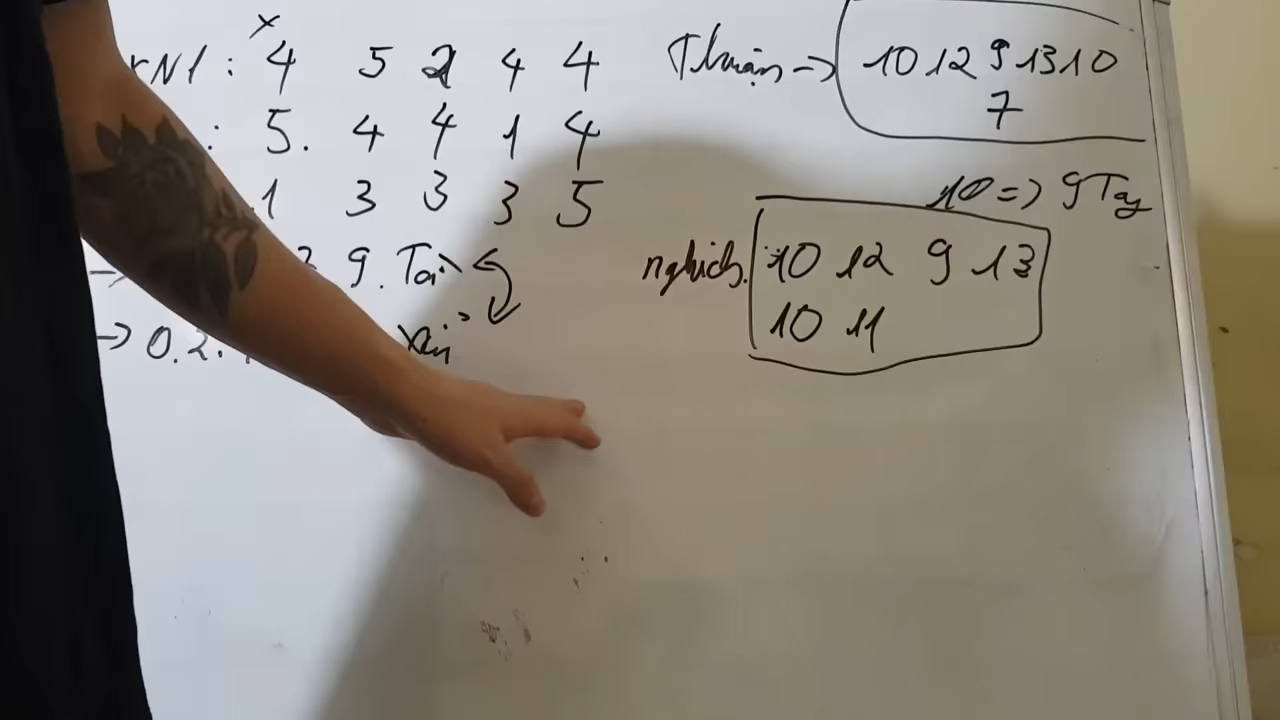 x
XN1 : 4 5 2 4 4
: 5. 4 4 1 4
1 3 3 3 5
→ 9. Tài
→ 0.2. Xỉu
Thuận => 10 12 9 13 10
7
10 => 9 Tay
nghịch. 10 12 9 13
10 11